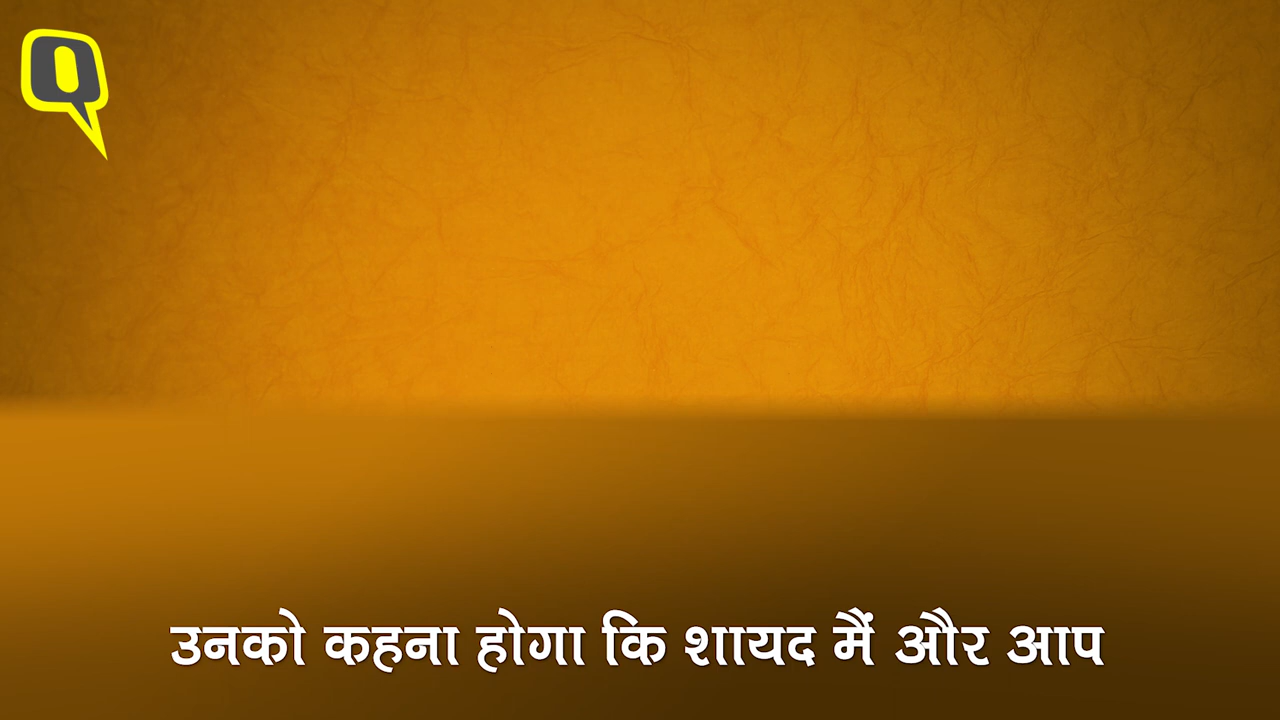 उनको कहना होगा कि शायद मैं और आप